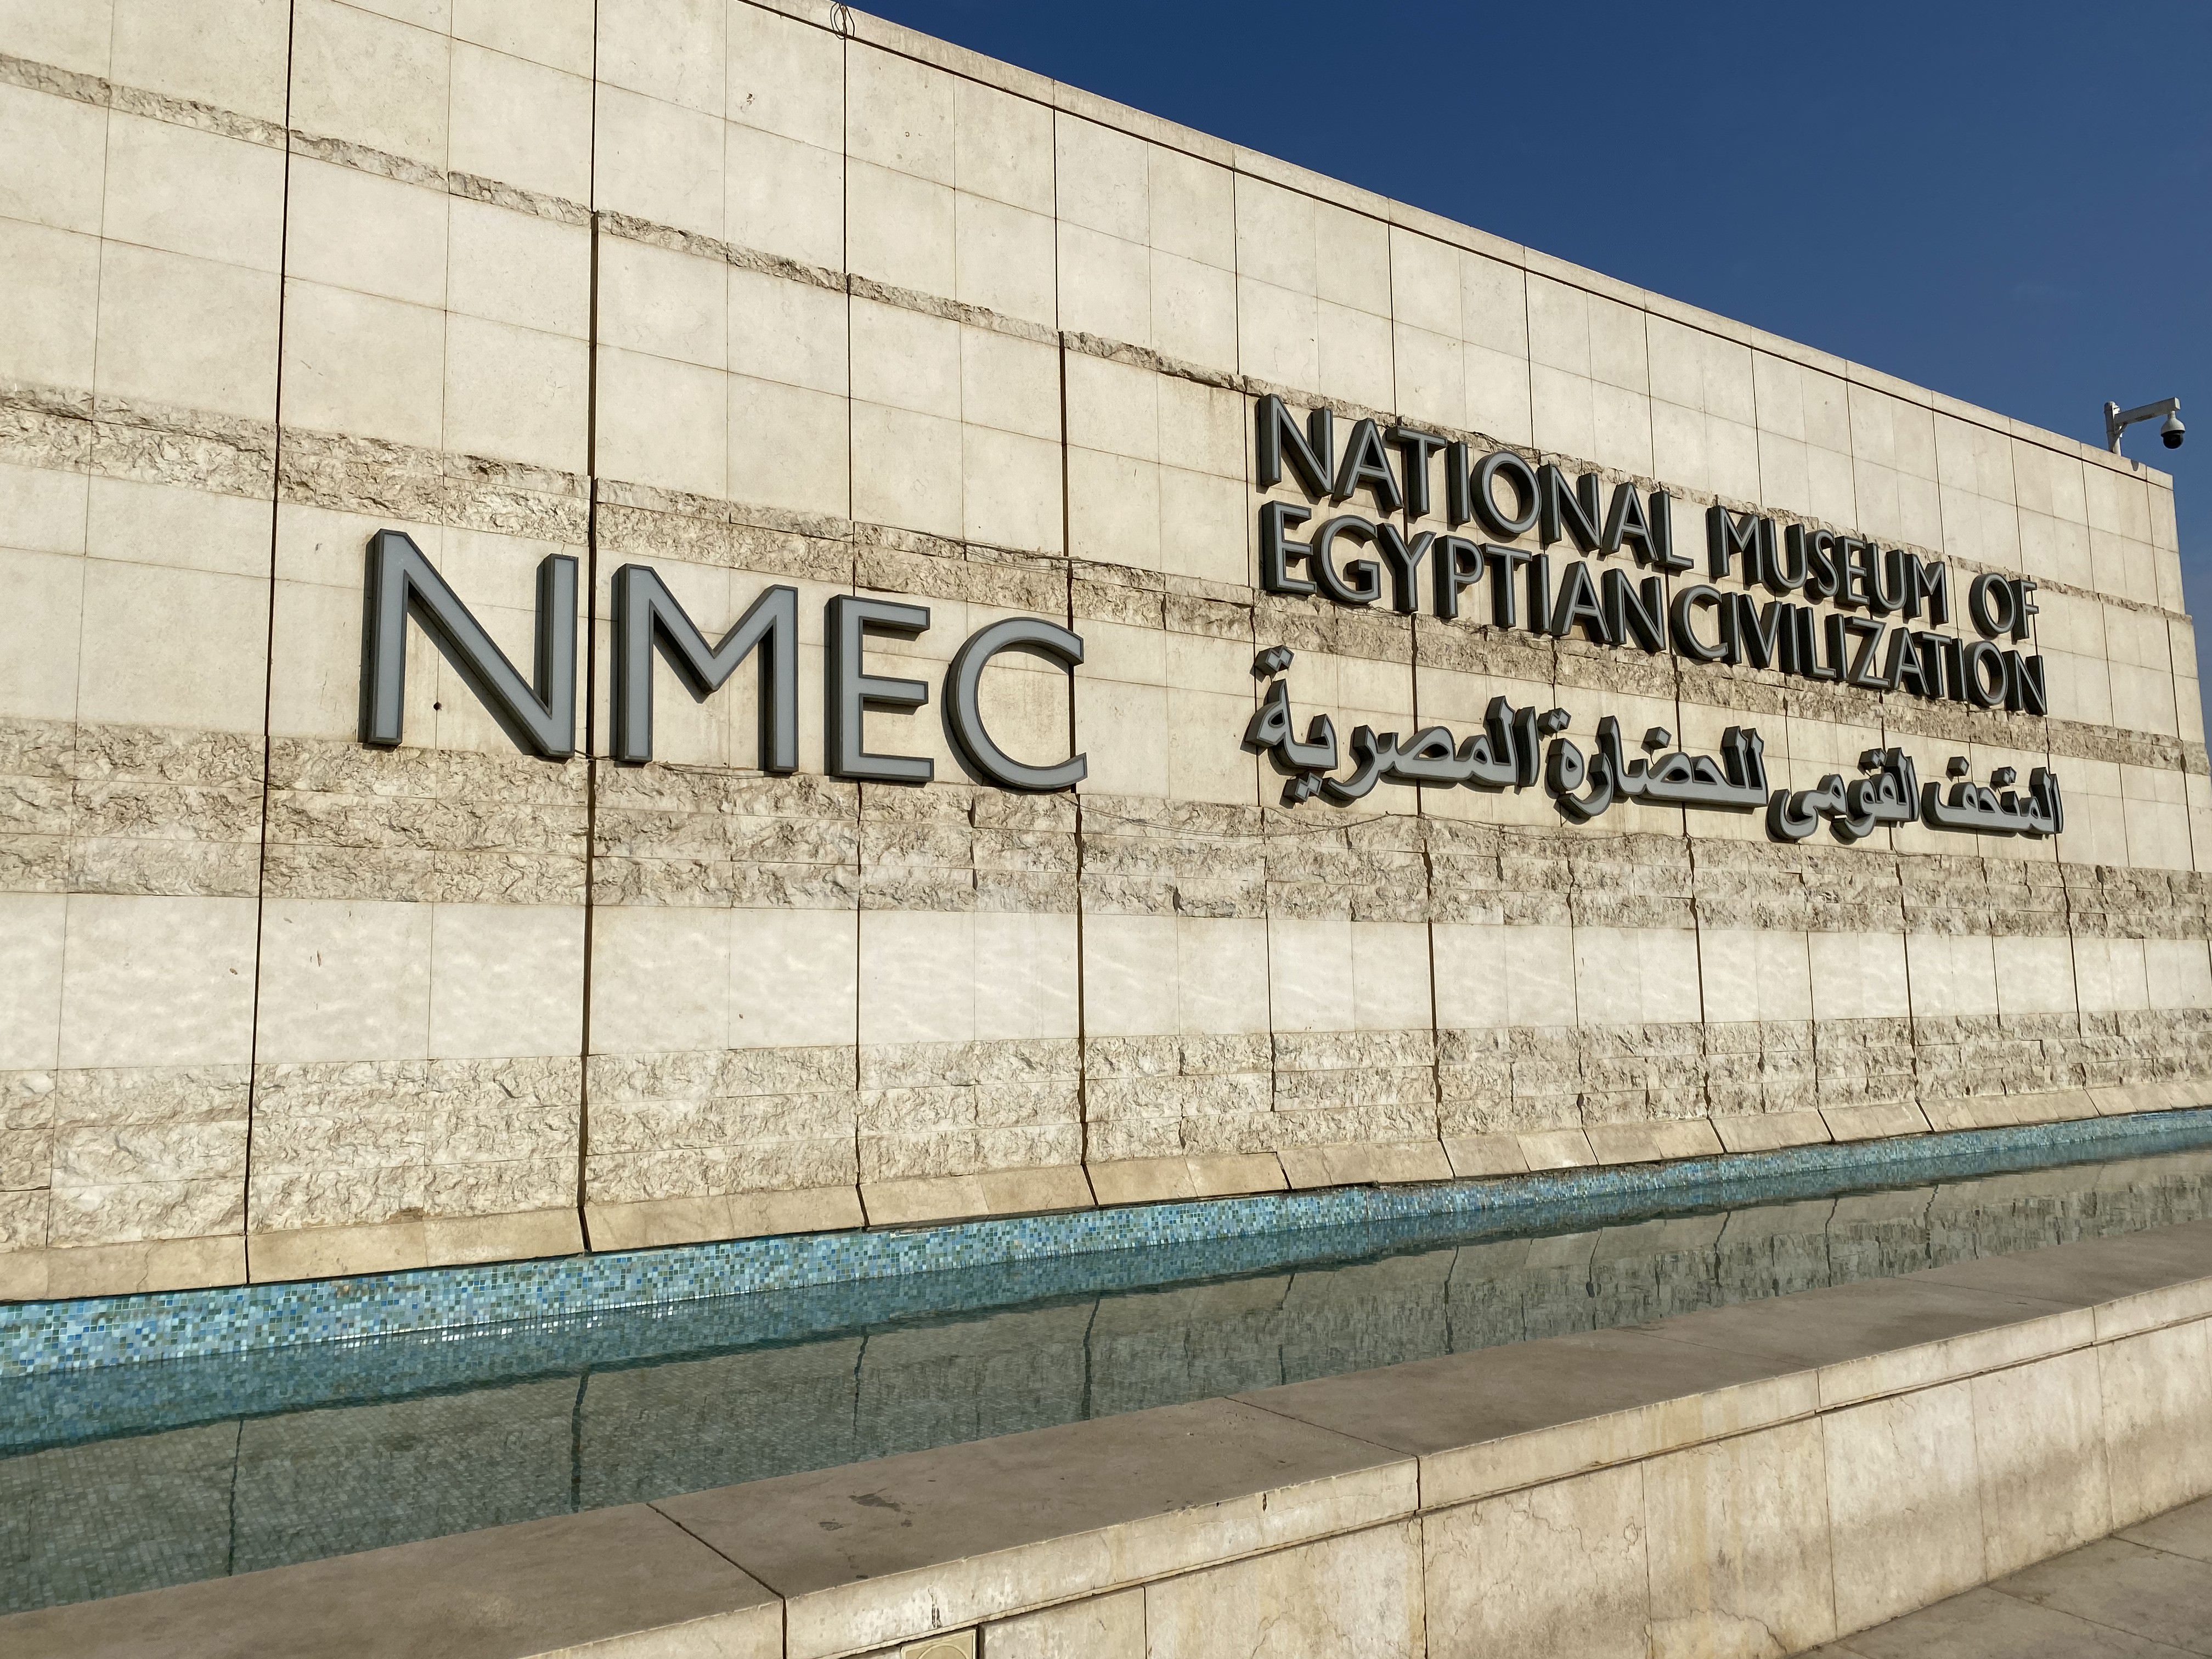 NMEC
NATIONAL MUSEUM OF
EGYPTIAN CIVILIZATION
المتحف القومى للحضارة المصرية